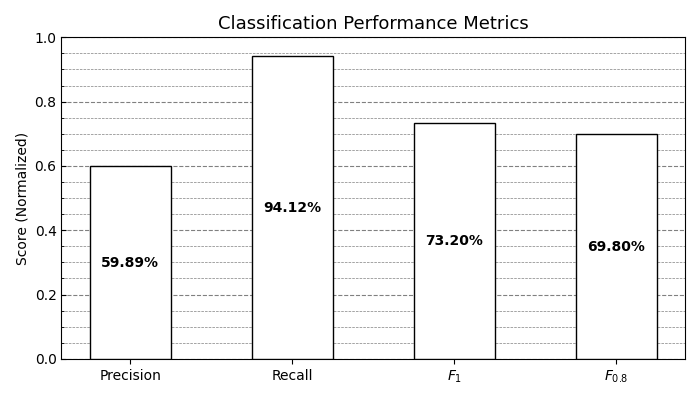 Classification Performance Metrics
Score (Normalized)
1.0
0.8
0.6
0.4
0.2
0.0
59.89%
94.12%
73.20%
69.80%
Precision
Recall
F₁
F₀.₈